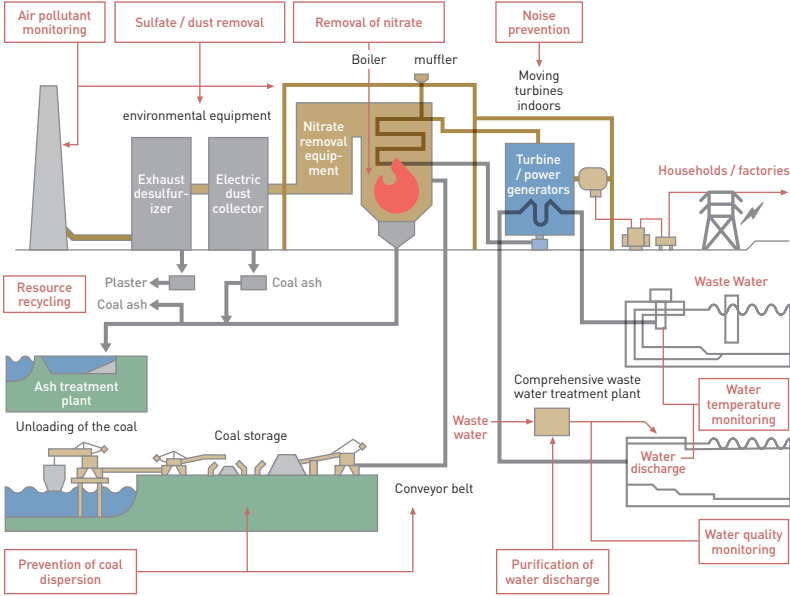 Air pollutant
monitoring
Sulfate / dust removal
Removal of nitrate
Noise
prevention
Boiler
muffler
Moving
turbines
indoors
environmental equipment
Nitrate
removal
equip-
ment
Exhaust
desulfur-
izer
Electric
dust
collector
Turbine
/ power
generators
Households / factories
Resource
recycling
Plaster
Coal ash
Coal ash
Waste Water
Ash treatment
plant
Comprehensive waste
water treatment plant
Water
temperature
monitoring
Unloading of the coal
Coal storage
Waste
water
Water
discharge
Conveyor belt
Water quality
monitoring
Prevention of coal
dispersion
Purification of
water discharge